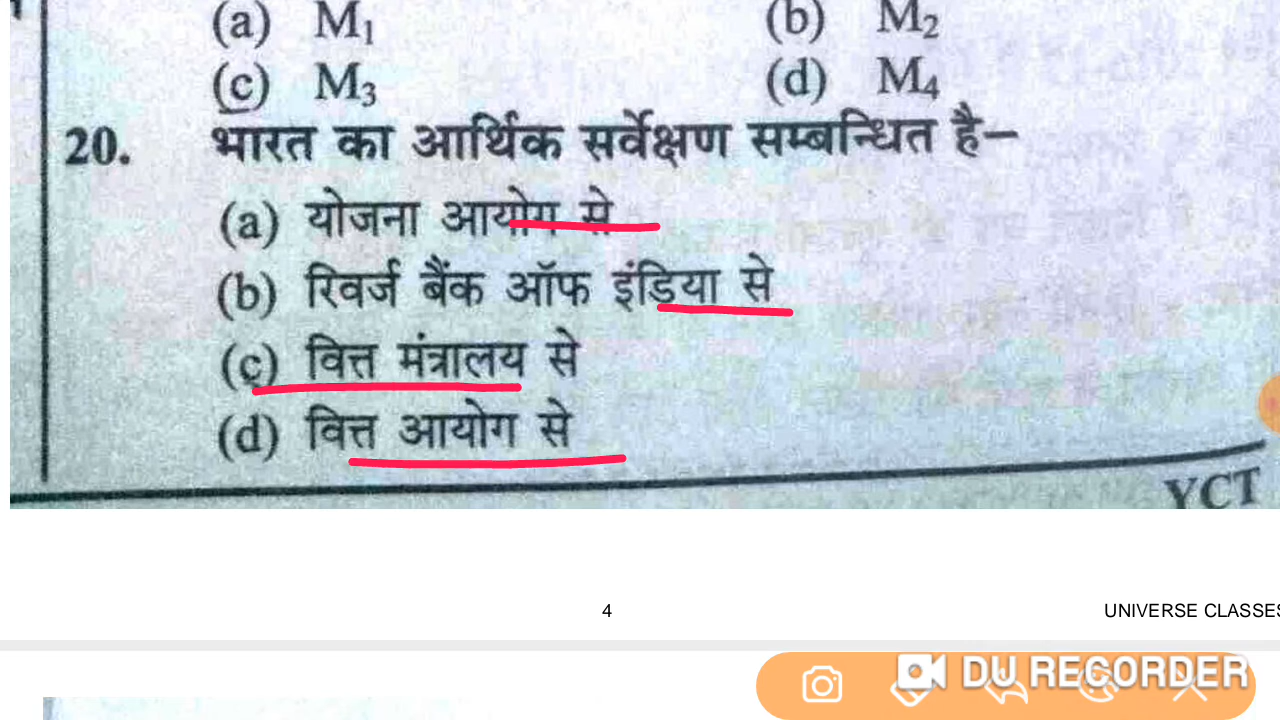 (a) M₁ (b) M₂
(c) M₃ (d) M₄
20. भारत का आर्थिक सर्वेक्षण सम्बन्धित है–
(a) योजना आयोग से
(b) रिवर्ज बैंक ऑफ इंडिया से
(c) वित्त मंत्रालय से
(d) वित्त आयोग से
YCT
4 UNIVERSE CLASSES
DU RECORDER